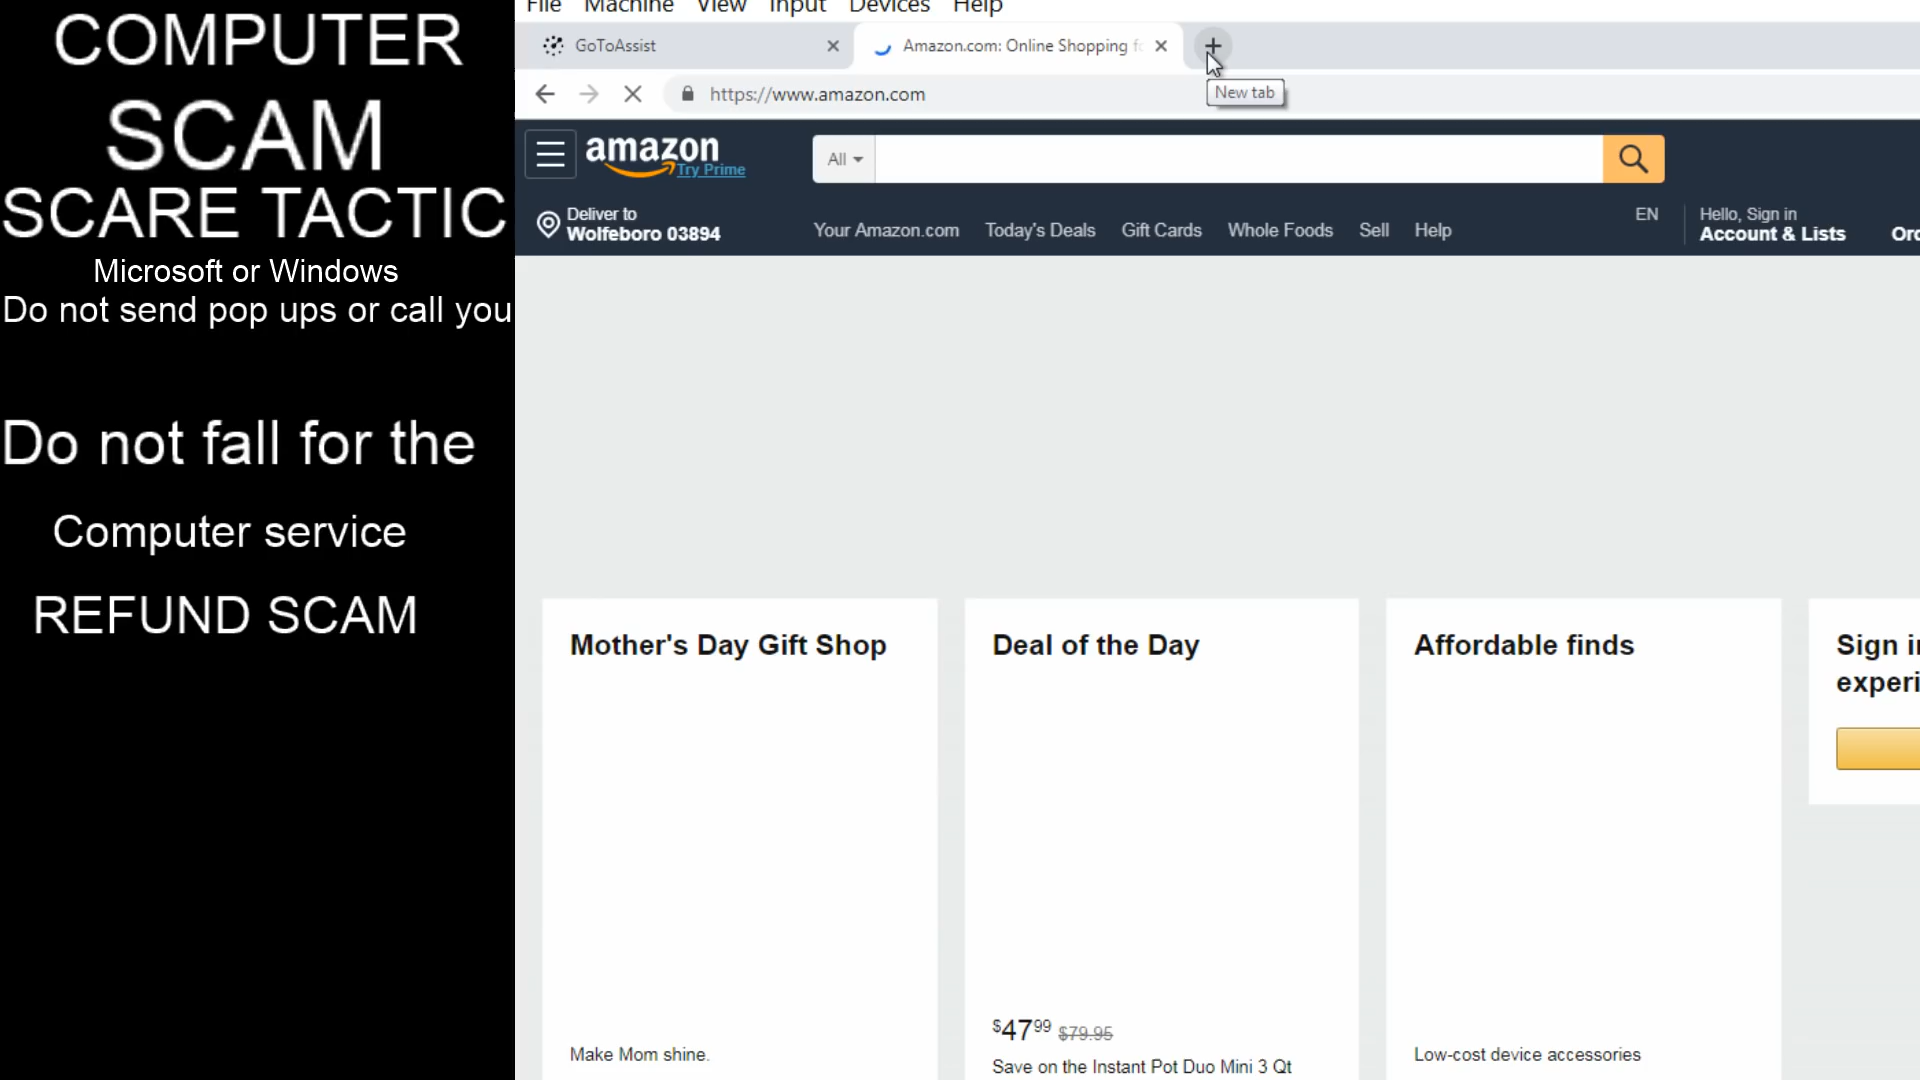 COMPUTER
SCAM
SCARE TACTIC
Microsoft or Windows
Do not send pop ups or call you
Do not fall for the
Computer service
REFUND SCAM
File Machine View Input Devices Help
GoToAssist
Amazon.com: Online Shopping fo
https://www.amazon.com
New tab
amazon
Try Prime
All
Deliver to
Wolfeboro 03894
Your Amazon.com Today's Deals Gift Cards Whole Foods Sell Help
EN
Hello, Sign in
Account & Lists
Orc
Mother's Day Gift Shop
Make Mom shine.
Deal of the Day
$47.99 $79.95
Save on the Instant Pot Duo Mini 3 Qt
Affordable finds
Low-cost device accessories
Sign i
experi